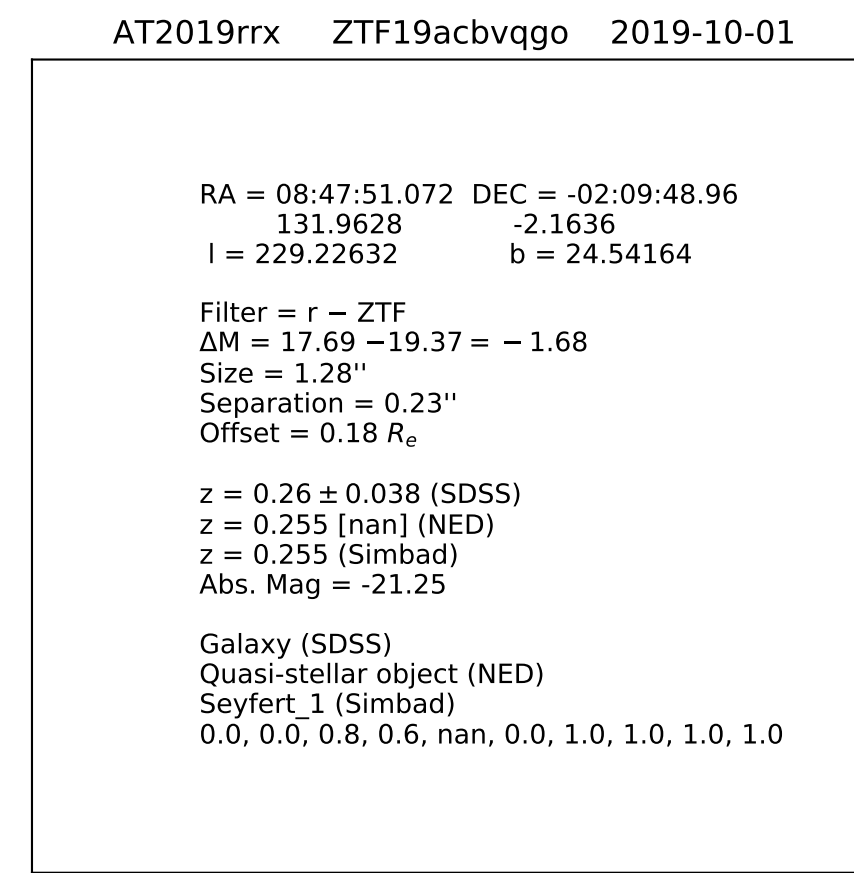 AT2019rrx ZTF19acbvqgo 2019-10-01
RA = 08:47:51.072 DEC = -02:09:48.96
131.9628 -2.1636
l = 229.22632 b = 24.54164
Filter = r − ZTF
ΔM = 17.69 −19.37 = − 1.68
Size = 1.28''
Separation = 0.23''
Offset = 0.18 Re
z = 0.26 ± 0.038 (SDSS)
z = 0.255 [nan] (NED)
z = 0.255 (Simbad)
Abs. Mag = -21.25
Galaxy (SDSS)
Quasi-stellar object (NED)
Seyfert_1 (Simbad)
0.0, 0.0, 0.8, 0.6, nan, 0.0, 1.0, 1.0, 1.0, 1.0